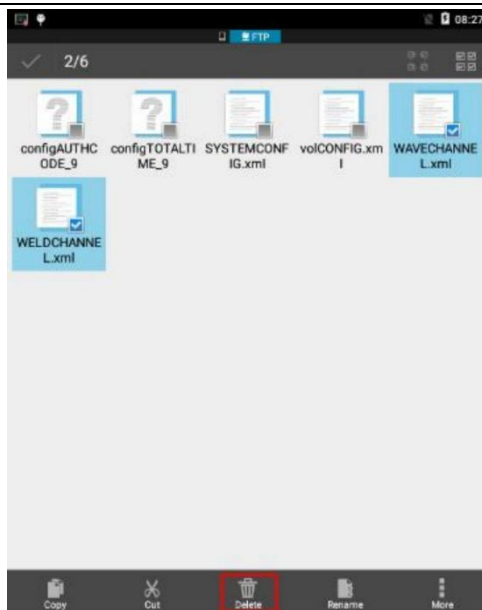 08:27
FTP
2/6
configAUTHC
ODE_9
configTOTALTI
ME_9
SYSTEMCONF
IG.xml
volCONFIG.xm
l
WAVECHANNE
L.xml
WELDCHANNE
L.xml
Copy
Cut
Delete
Rename
More